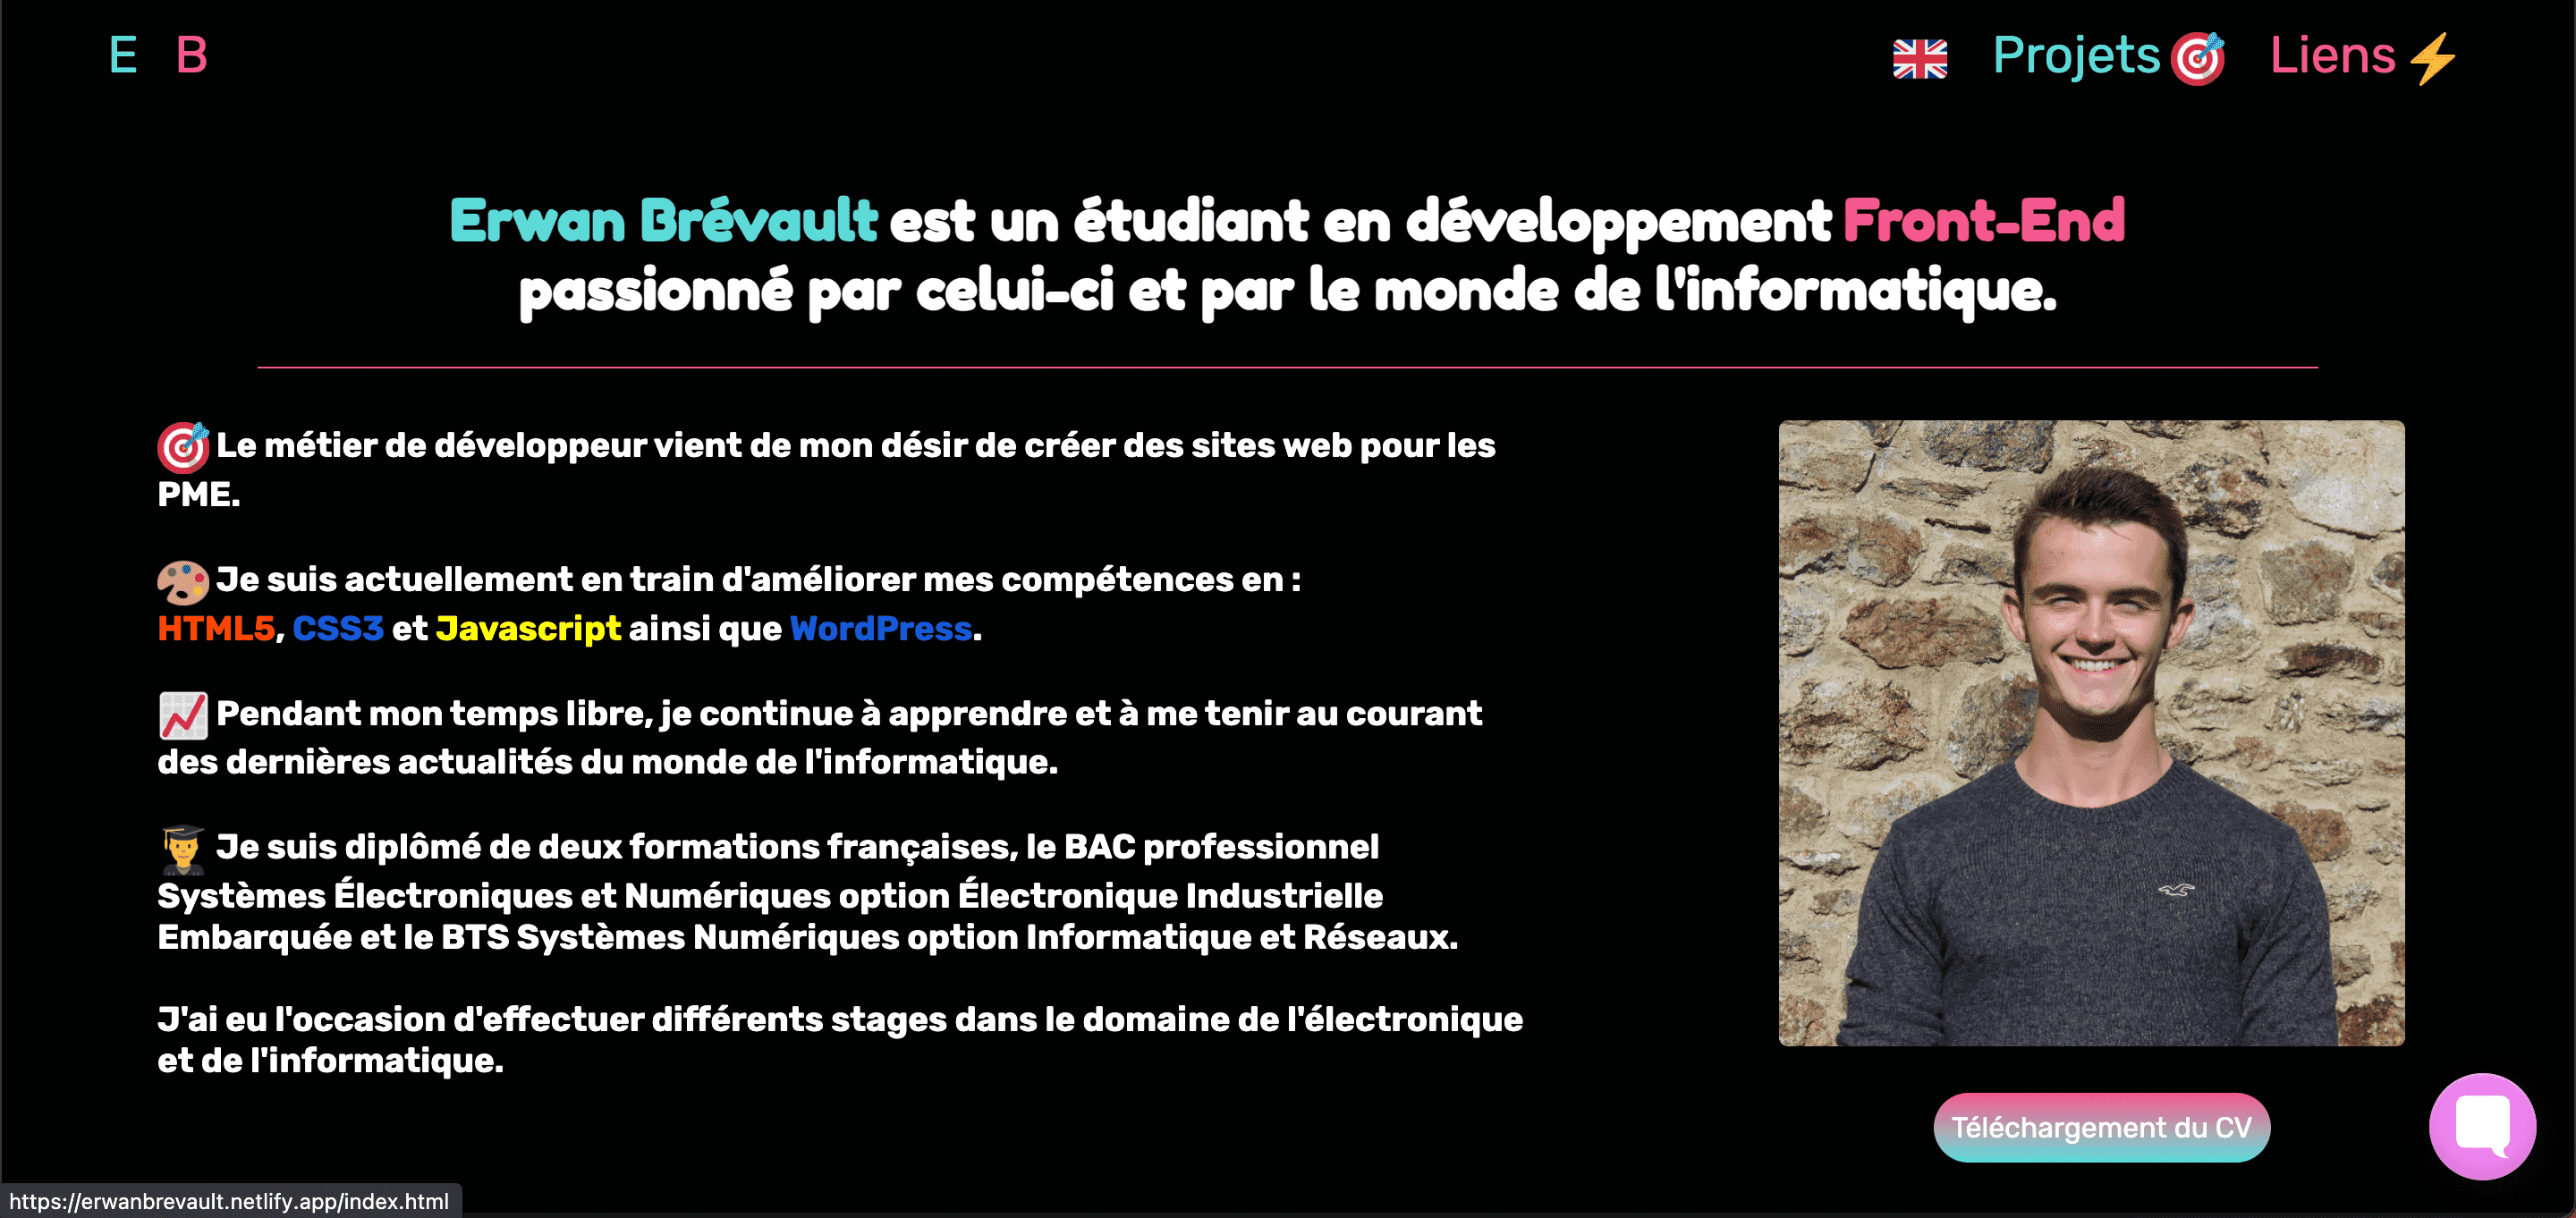 E B
Projets Liens
Erwan Brévault est un étudiant en développement Front-End
passionné par celui-ci et par le monde de l'informatique.
Le métier de développeur vient de mon désir de créer des sites web pour les
PME.
Je suis actuellement en train d'améliorer mes compétences en :
HTML5, CSS3 et Javascript ainsi que WordPress.
Pendant mon temps libre, je continue à apprendre et à me tenir au courant
des dernières actualités du monde de l'informatique.
Je suis diplômé de deux formations françaises, le BAC professionnel
Systèmes Électroniques et Numériques option Électronique Industrielle
Embarquée et le BTS Systèmes Numériques option Informatique et Réseaux.
J'ai eu l'occasion d'effectuer différents stages dans le domaine de l'électronique
et de l'informatique.
Téléchargement du CV
https://erwanbrevault.netlify.app/index.html